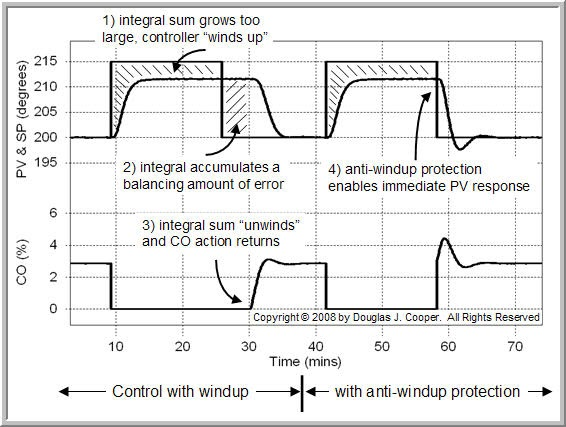 1) integral sum grows too
large, controller “winds up”
PV & SP (degrees)
215
210
205
200
195
2) integral accumulates a
balancing amount of error
4) anti-windup protection
enables immediate PV response
3) integral sum “unwinds”
and CO action returns
CO (%)
6
4
2
0
Copyright © 2008 by Douglas J. Cooper. All Rights Reserved
10 20 30 40 50 60 70
Time (mins)
Control with windup
with anti-windup protection